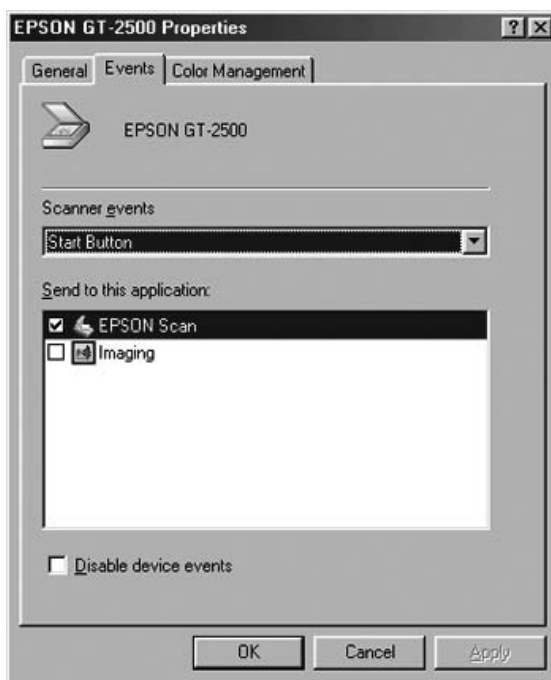 EPSON GT-2500 Properties
General Events Color Management
EPSON GT-2500
Scanner events
Start Button
Send to this application:
EPSON Scan
Imaging
Disable device events
OK Cancel Apply